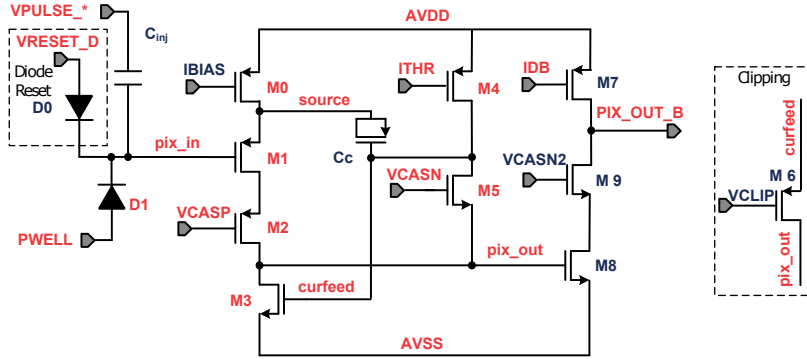 VPULSE_*
AVDD
VRESET_D
Cinj
Diode
Reset
D0
IBIAS
M0
ITHR
M4
IDB
M7
Clipping
source
PIX_OUT_B
curfeed
pix_in
M1
Cc
VCASN
VCASN2
M 9
M 6
D1
M5
VCLIP
VCASP
M2
PWELL
pix_out
M8
pix_out
M3
curfeed
AVSS